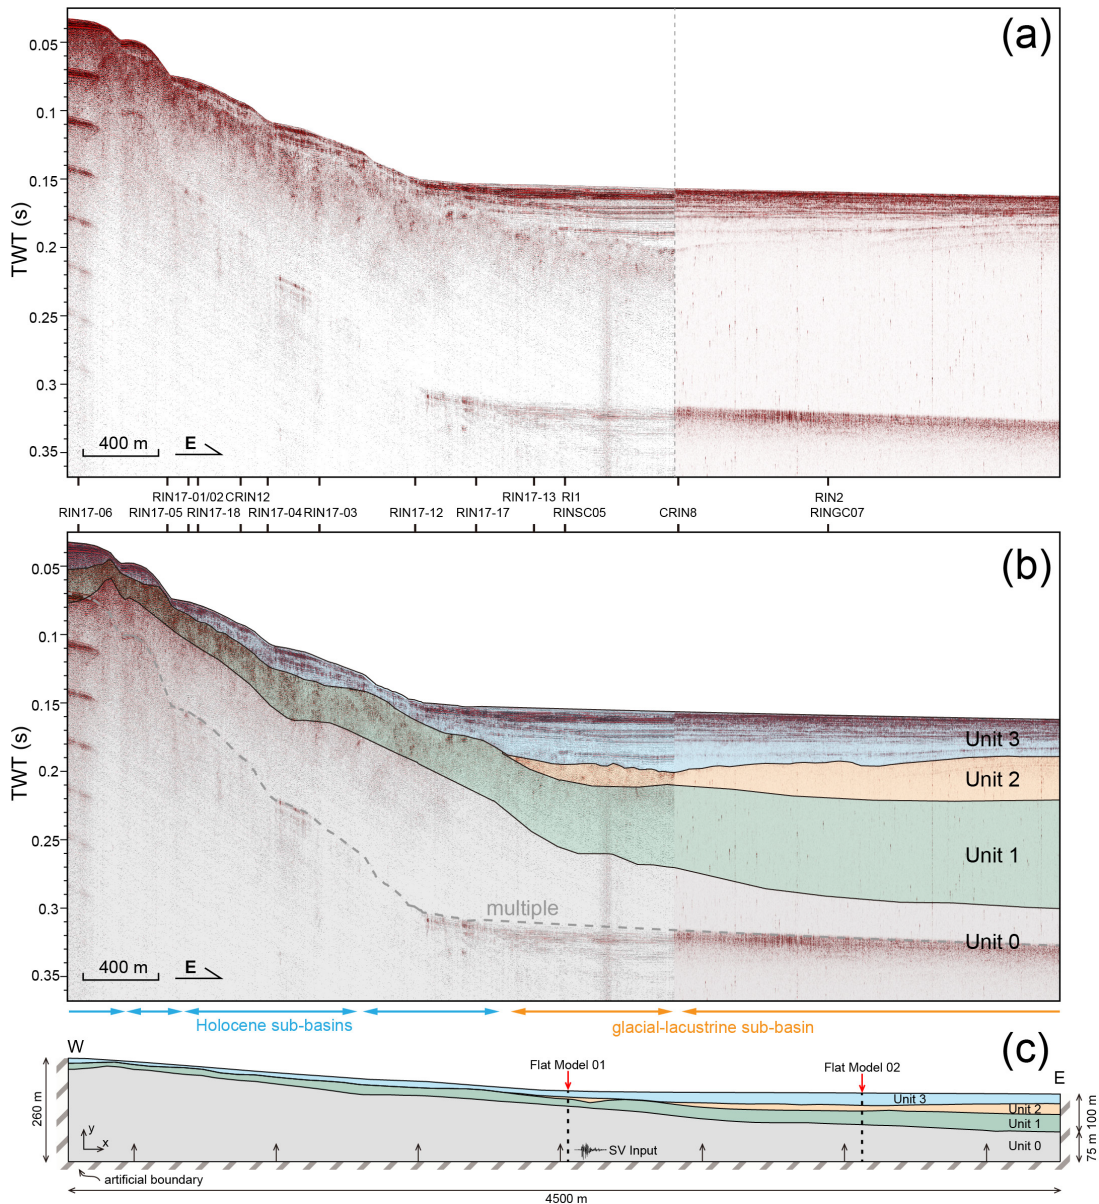 (a)
0.05
0.1
0.15
0.2
0.25
0.3
0.35
TWT (s)
400 m
E
RIN17-01/02 CRIN12 RIN17-13 RI1 RIN2
RIN17-06 RIN17-05 RIN17-18 RIN17-04 RIN17-03 RIN17-12 RIN17-17 RINSC05 CRIN8 RINGC07
(b)
0.05
0.1
0.15
0.2
0.25
0.3
0.35
TWT (s)
Unit 3
Unit 2
Unit 1
multiple
Unit 0
400 m
E
Holocene sub-basins
glacial-lacustrine sub-basin
(c)
W
Flat Model 01
Flat Model 02
E
260 m
Unit 3
Unit 2
Unit 1
Unit 0
100 m
75 m
y
x
SV Input
artificial boundary
4500 m